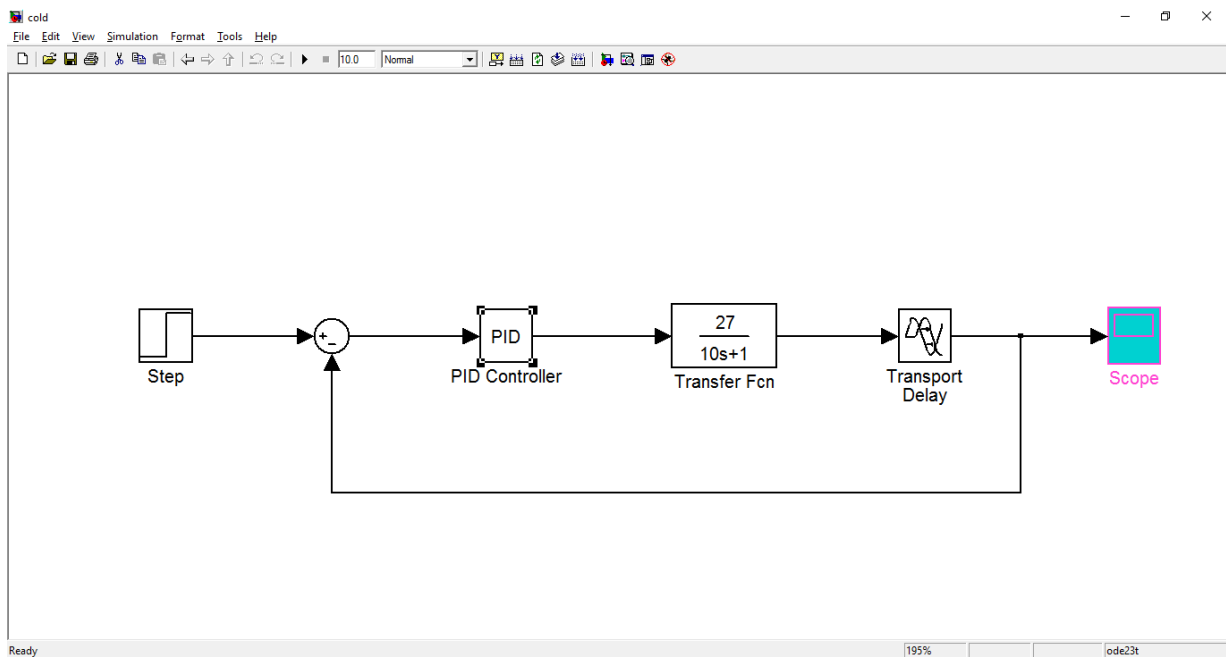 cold
File Edit View Simulation Format Tools Help
10.0 Normal
27
PID
10s+1
Step
PID Controller
Transfer Fcn
Transport
Delay
Scope
Ready
195%
ode23t